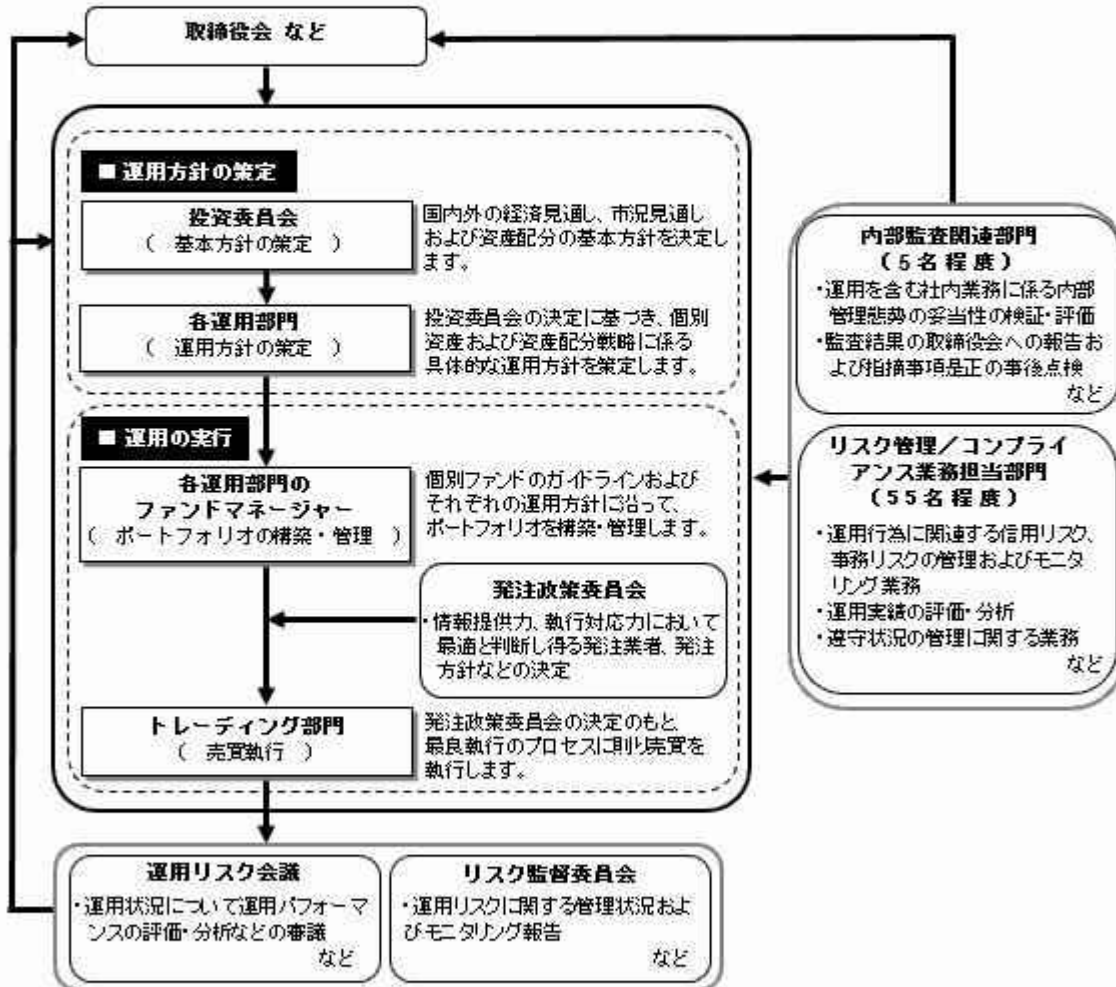 取締役会 など
■ 運用方針の策定
投資委員会
（ 基本方針の策定 ）
国内外の経済見通し、市況見通し
および資産配分の基本方針を決定し
ます。
各運用部門
（ 運用方針の策定 ）
投資委員会の決定に基づき、個別
資産および資産配分戦略に係る
具体的な運用方針を策定します。
■ 運用の実行
各運用部門の
ファンドマネージャー
（ ポートフォリオの構築・管理 ）
個別ファンドのガイドラインおよび
それぞれの運用方針に沿って、
ポートフォリオを構築・管理します。
発注政策委員会
・情報提供力、執行対応力において
最適と判断し得る発注業者、発注
方針などの決定
トレーディング部門
（ 売買執行 ）
発注政策委員会の決定のもと、
最良執行のプロセスに則り売買を
執行します。
内部監査関連部門
（5名程度）
・運用を含む社内業務に係る内部
管理態勢の妥当性の検証・評価
・監査結果の取締役会への報告お
よび指摘事項是正の事後点検
など
リスク管理／コンプライ
アンス業務担当部門
（55名程度）
・運用行為に関連する信用リスク、
事務リスクの管理およびモニタ
リング業務
・運用実績の評価・分析
・遵守状況の管理に関する業務
など
運用リスク会議
・運用状況について運用パフォーマ
ンスの評価・分析などの審議
など
リスク監督委員会
・運用リスクに関する管理状況およ
びモニタリング報告
など